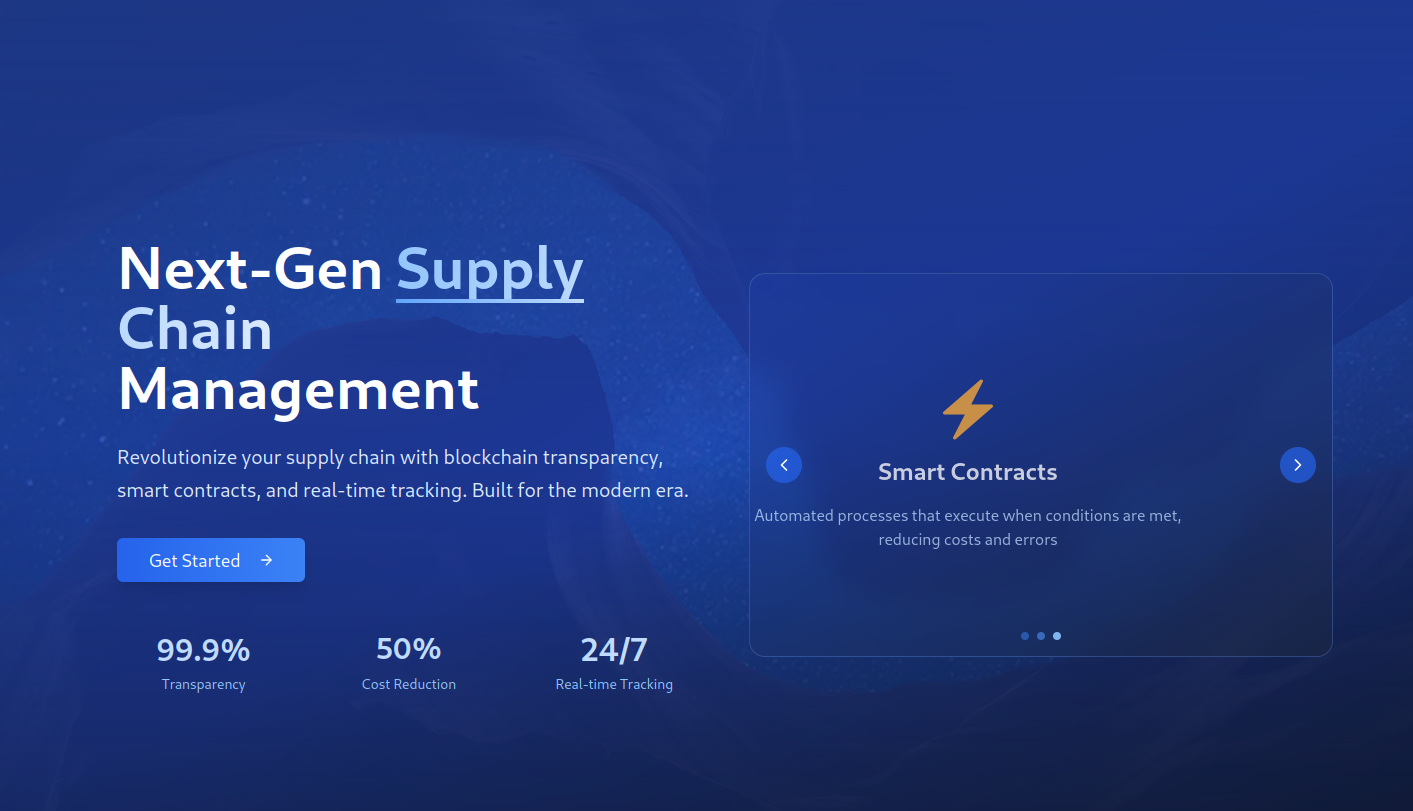 Next-Gen Supply
Chain
Management
Revolutionize your supply chain with blockchain transparency,
smart contracts, and real-time tracking. Built for the modern era.
Get Started
99.9%
50%
24/7
Transparency
Cost Reduction
Real-time Tracking
Smart Contracts
Automated processes that execute when conditions are met,
reducing costs and errors